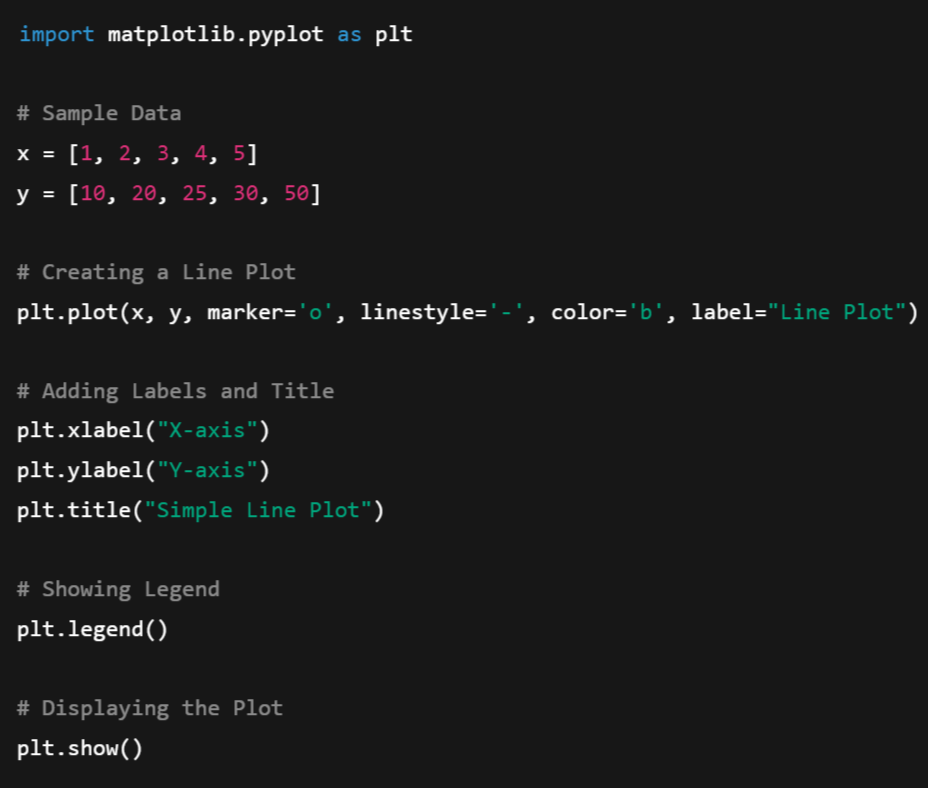 import matplotlib.pyplot as plt
# Sample Data
x = [1, 2, 3, 4, 5]
y = [10, 20, 25, 30, 50]
# Creating a Line Plot
plt.plot(x, y, marker='o', linestyle='-', color='b', label="Line Plot")
# Adding Labels and Title
plt.xlabel("X-axis")
plt.ylabel("Y-axis")
plt.title("Simple Line Plot")
# Showing Legend
plt.legend()
# Displaying the Plot
plt.show()